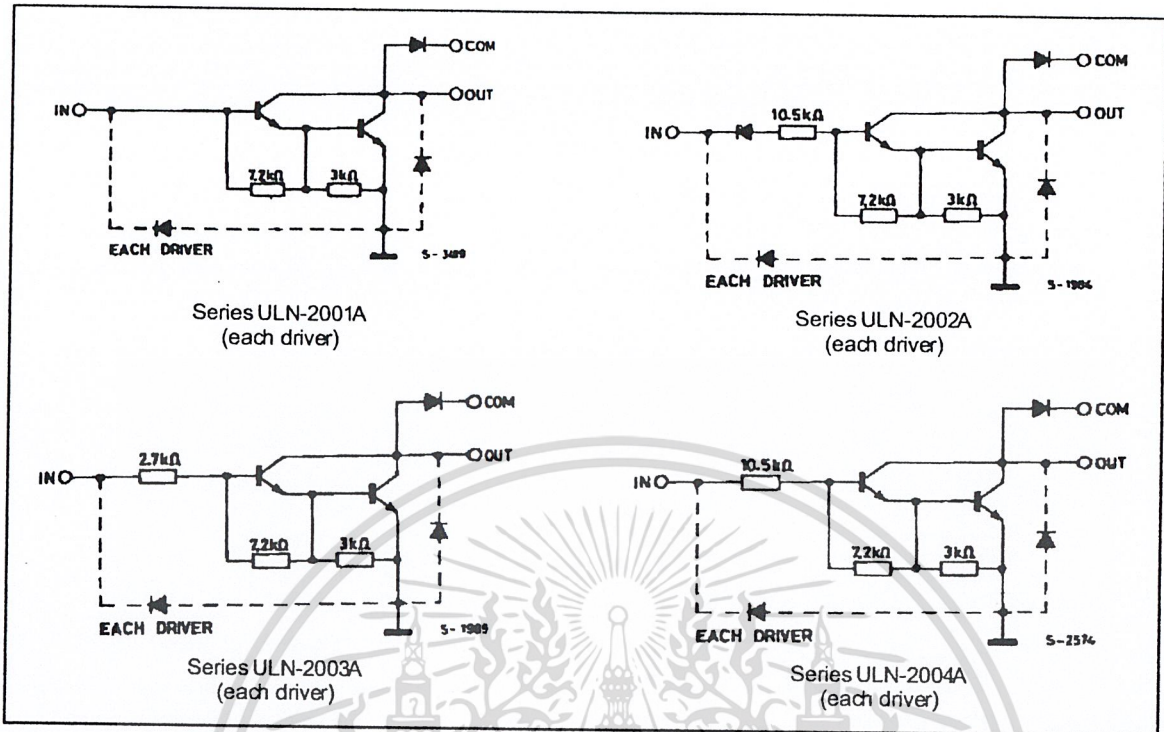 COM
IN
OUT
7.2kΩ
3kΩ
EACH DRIVER
S-3489
Series ULN-2001A
(each driver)
COM
10.5kΩ
OUT
IN
7.2kΩ
3kΩ
EACH DRIVER
S-1984
Series ULN-2002A
(each driver)
COM
2.7kΩ
OUT
IN
7.2kΩ
3kΩ
EACH DRIVER
S-1985
Series ULN-2003A
(each driver)
COM
10.5kΩ
OUT
IN
7.2kΩ
3kΩ
EACH DRIVER
S-2574
Series ULN-2004A
(each driver)